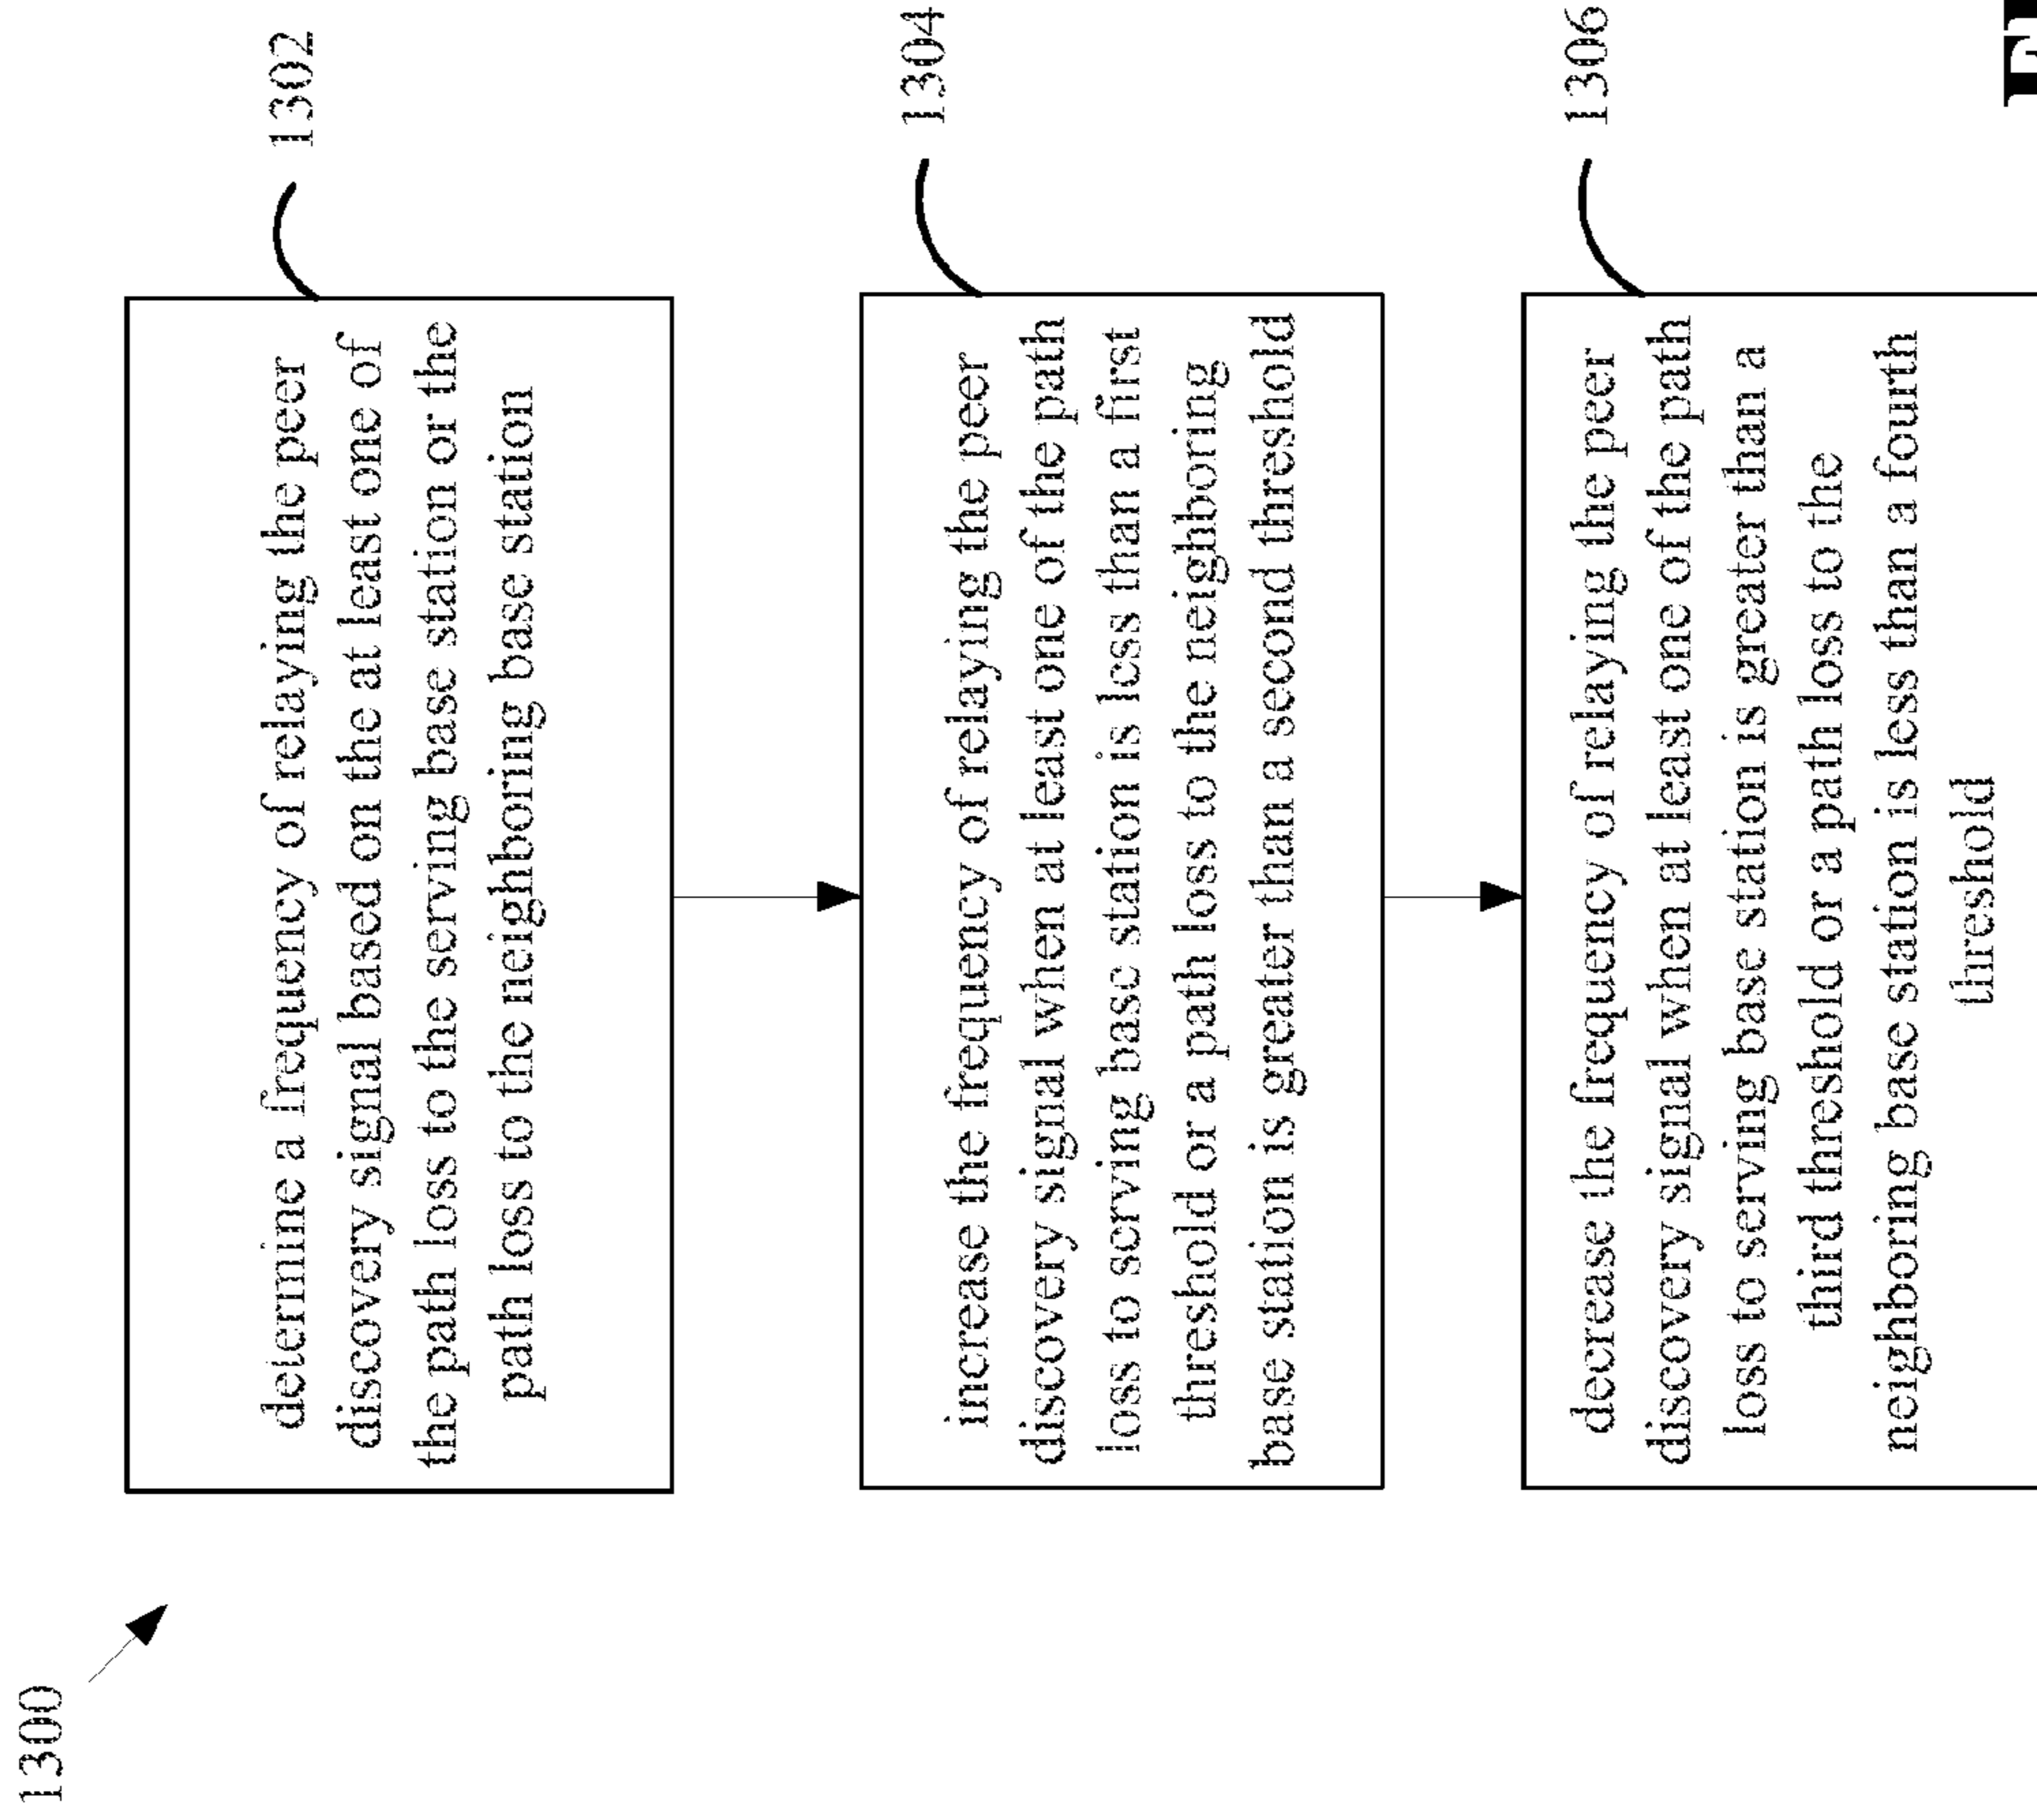 1300
determine a frequency of relaying the peer
discovery signal based on the at least one of
the path loss to the serving base station or the
path loss to the neighboring base station
1302
increase the frequency of relaying the peer
discovery signal when at least one of the path
loss to serving base station is less than a first
threshold or a path loss to the neighboring
base station is greater than a second threshold
1304
decrease the frequency of relaying the peer
discovery signal when at least one of the path
loss to serving base station is greater than a
third threshold or a path loss to the
neighboring base station is less than a fourth
threshold
1306